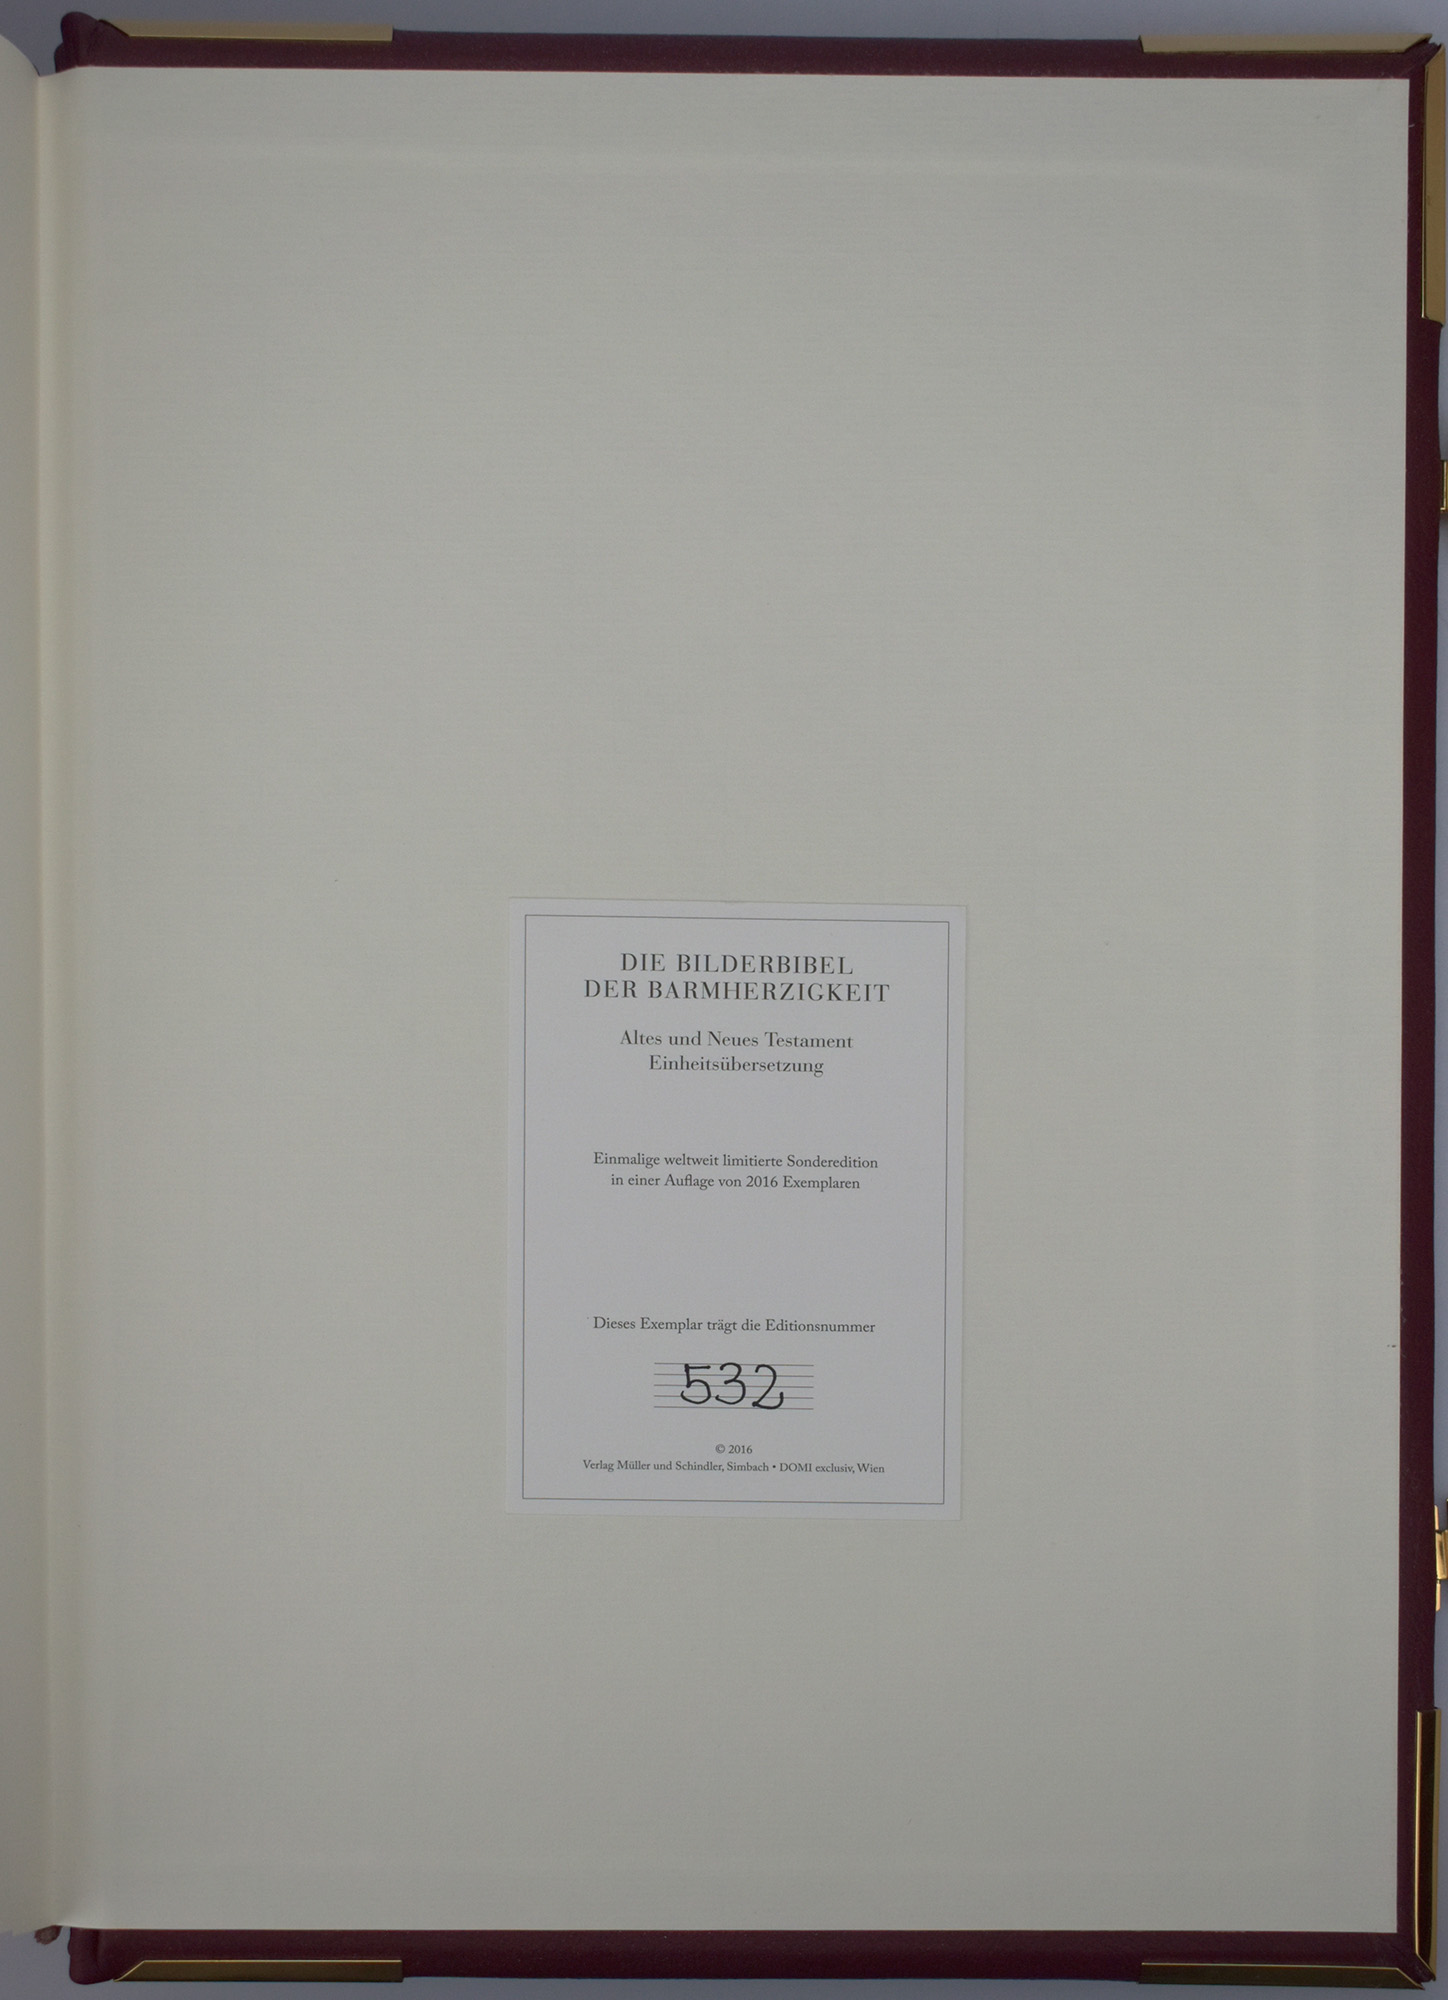 DIE BILDERBIBEL
DER BARMHERZIGKEIT
Altes und Neues Testament
Einheitsübersetzung
Einmalige weltweit limitierte Sonderedition
in einer Auflage von 2016 Exemplaren
Dieses Exemplar trägt die Editionsnummer
532
© 2016
Verlag Müller und Schindler, Simbach • DOMI exclusiv, Wien